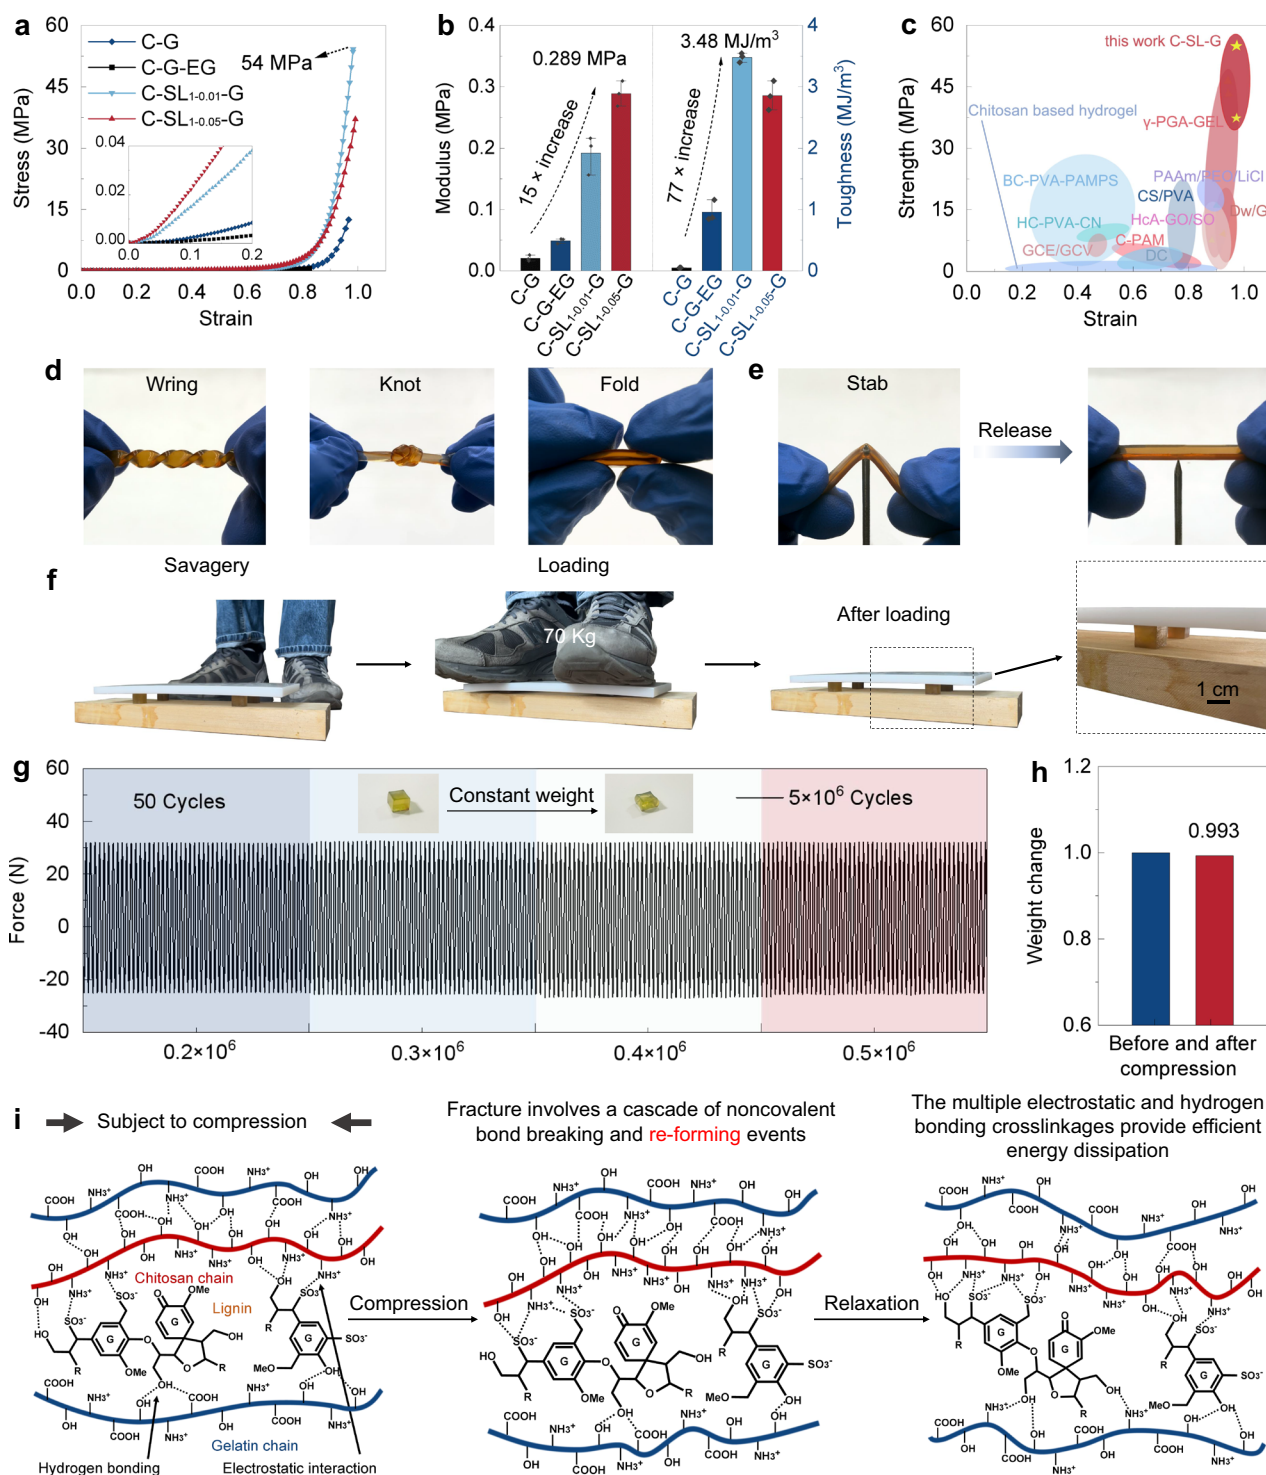 a
60
45
30
15
0
Stress (MPa)
C-G
C-G-EG
C-SL1-0.01-G
C-SL1-0.05-G
54 MPa
0.04
0.02
0.00
0.0 0.1 0.2
0.0 0.2 0.4 0.6 0.8 1.0
Strain
b
0.4
0.3
0.2
0.1
0.0
Modulus (MPa)
0.289 MPa
15 × increase
3.48 MJ/m3
77 × increase
4
3
2
1
0
Toughness (MJ/m3)
C-G
C-G-EG
C-SL1-0.01-G
C-SL1-0.05-G
C-G
C-G-EG
C-SL1-0.01-G
C-SL1-0.05-G
c
60
45
30
15
0
Strength (MPa)
this work C-SL-G
Chitosan based hydrogel
γ-PGA-GEL
BC-PVA-PAMPS
PAAm/PEO/LiCl
CS/PVA
HC-PVA-CN
HcA-GO/SO
Dw/G
GCE/GCV
C-PAM
DC
0.0 0.2 0.4 0.6 0.8 1.0
Strain
d
Wring
Knot
Fold
e
Stab
Release
f
Savagery
Loading
70 Kg
After loading
1 cm
g
60
40
20
0
-20
-40
Force (N)
50 Cycles
Constant weight
5×10⁶ Cycles
0.2×10⁶ 0.3×10⁶ 0.4×10⁶ 0.5×10⁶
h
1.2
1.0
0.8
0.6
Weight change
0.993
Before and after
compression
i
Subject to compression
Fracture involves a cascade of noncovalent
bond breaking and re-forming events
The multiple electrostatic and hydrogen
bonding crosslinkages provide efficient
energy dissipation
Chitosan chain
Lignin
Gelatin chain
Hydrogen bonding
Electrostatic interaction
Compression
Relaxation